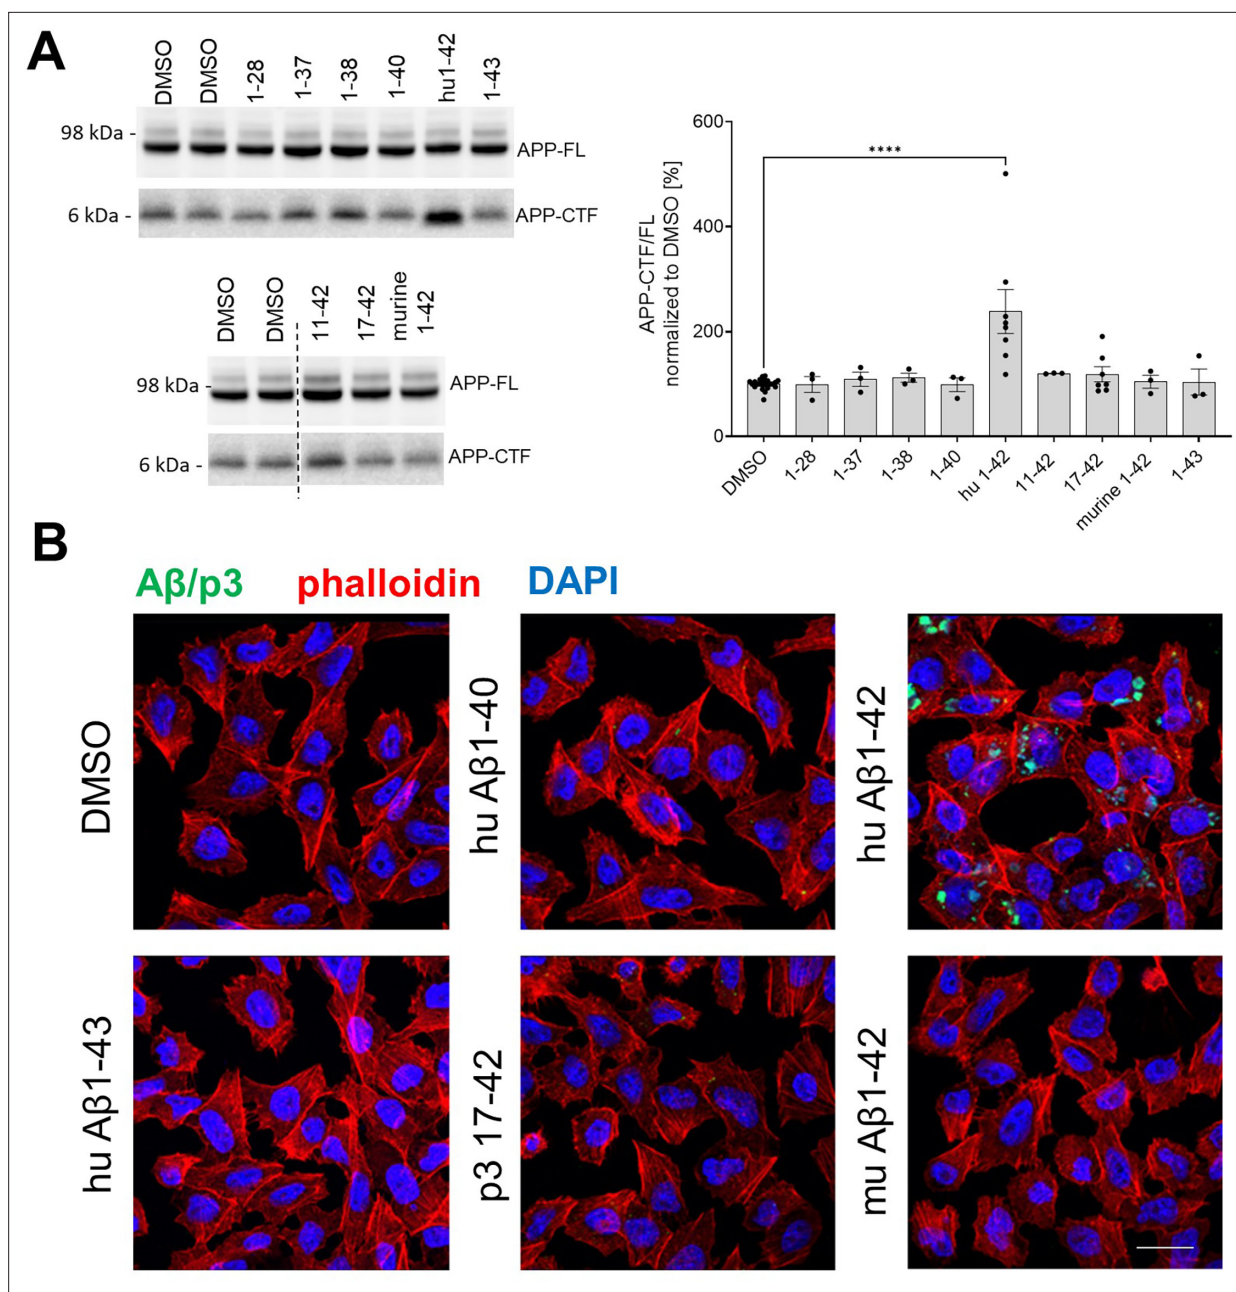 A
DMSO
DMSO
1-28
1-37
1-38
1-40
hu1-42
1-43
98 kDa -
APP-FL
6 kDa -
APP-CTF
DMSO
DMSO
11-42
17-42
murine
1-42
98 kDa -
APP-FL
6 kDa -
APP-CTF
APP-CTF/FL
normalized to DMSO [%]
600
400
200
0
****
DMSO
1-28
1-37
1-38
1-40
hu 1-42
11-42
17-42
murine 1-42
1-43
B
Aβ/p3 phalloidin DAPI
DMSO
hu Aβ1-40
hu Aβ1-42
hu Aβ1-43
p3 17-42
mu Aβ1-42